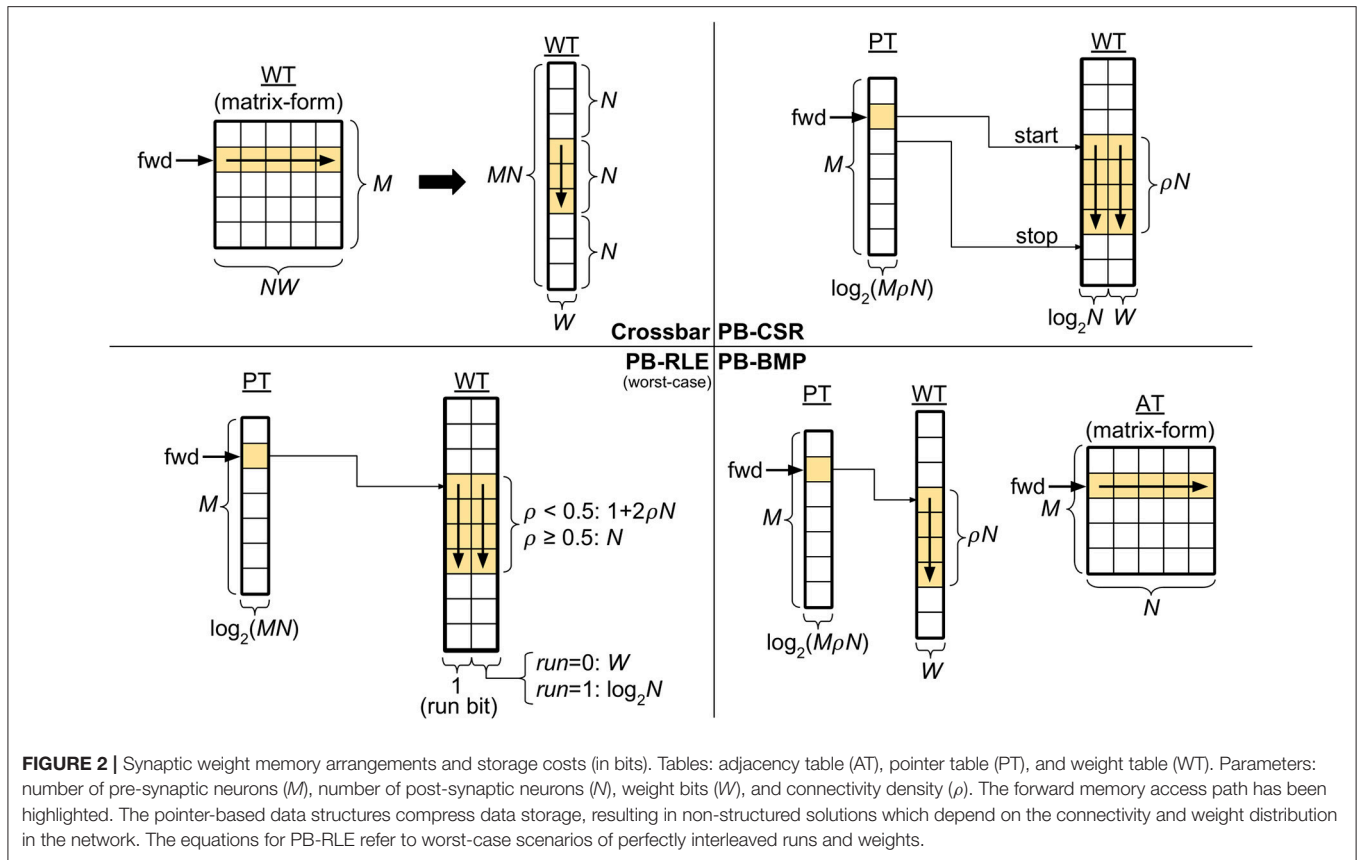 WT
(matrix-form)
fwd
M
NW
WT
MN
N
N
N
W
Crossbar
PT
fwd
M
log2(MρN)
start
stop
WT
ρN
log2N W
PB-CSR
PB-RLE
(worst-case)
PT
fwd
M
log2(MN)
WT
ρ < 0.5: 1+2ρN
ρ ≥ 0.5: N
1
(run bit)
run=0: W
run=1: log2N
PB-BMP
PT
fwd
M
log2(MρN)
WT
ρN
W
AT
(matrix-form)
fwd
M
N
FIGURE 2 | Synaptic weight memory arrangements and storage costs (in bits). Tables: adjacency table (AT), pointer table (PT), and weight table (WT). Parameters:
number of pre-synaptic neurons (M), number of post-synaptic neurons (N), weight bits (W), and connectivity density (ρ). The forward memory access path has been
highlighted. The pointer-based data structures compress data storage, resulting in non-structured solutions which depend on the connectivity and weight distribution
in the network. The equations for PB-RLE refer to worst-case scenarios of perfectly interleaved runs and weights.